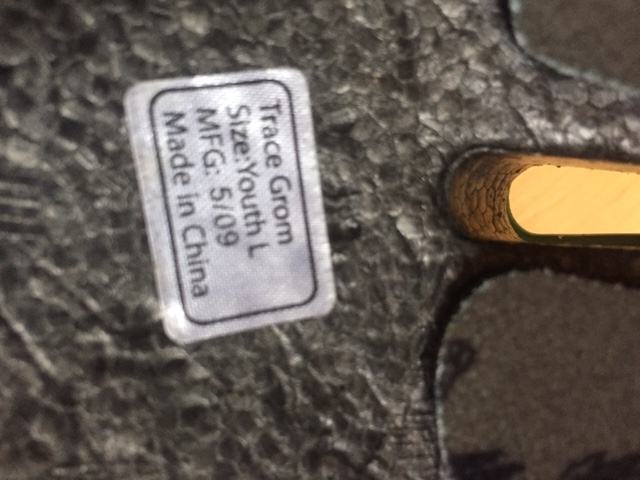 Trace Grom
Size:Youth L
MFG: 5/09
Made in China